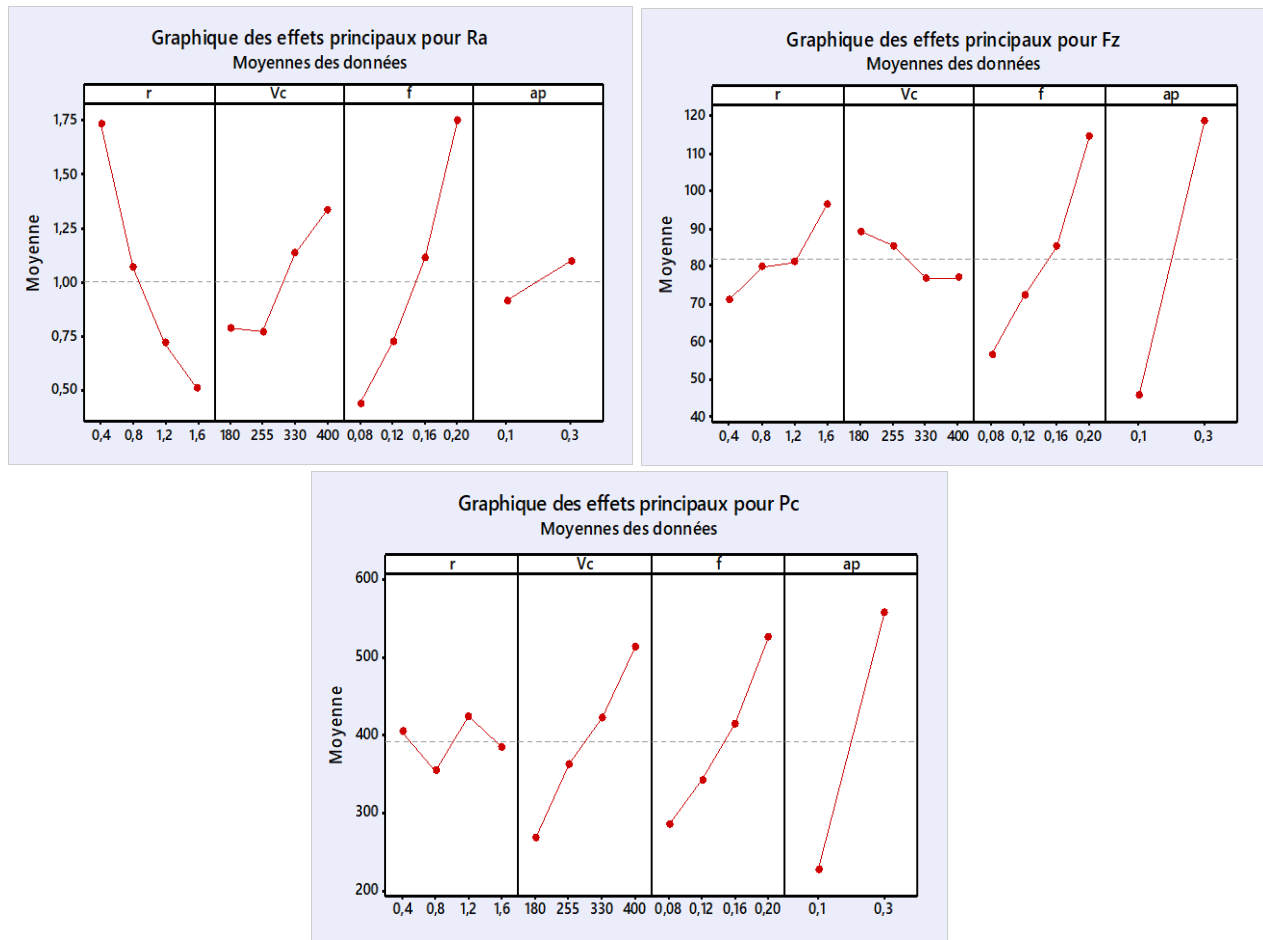 Graphique des effets principaux pour Ra
Moyennes des données
r Vc f ap
Moyenne
1,75
1,50
1,25
1,00
0,75
0,50
0,4 0,8 1,2 1,6 180 255 330 400 0,08 0,12 0,16 0,20 0,1 0,3
Graphique des effets principaux pour Fz
Moyennes des données
r Vc f ap
Moyenne
120
110
100
90
80
70
60
50
40
0,4 0,8 1,2 1,6 180 255 330 400 0,08 0,12 0,16 0,20 0,1 0,3
Graphique des effets principaux pour Pc
Moyennes des données
r Vc f ap
Moyenne
600
500
400
300
200
0,4 0,8 1,2 1,6 180 255 330 400 0,08 0,12 0,16 0,20 0,1 0,3